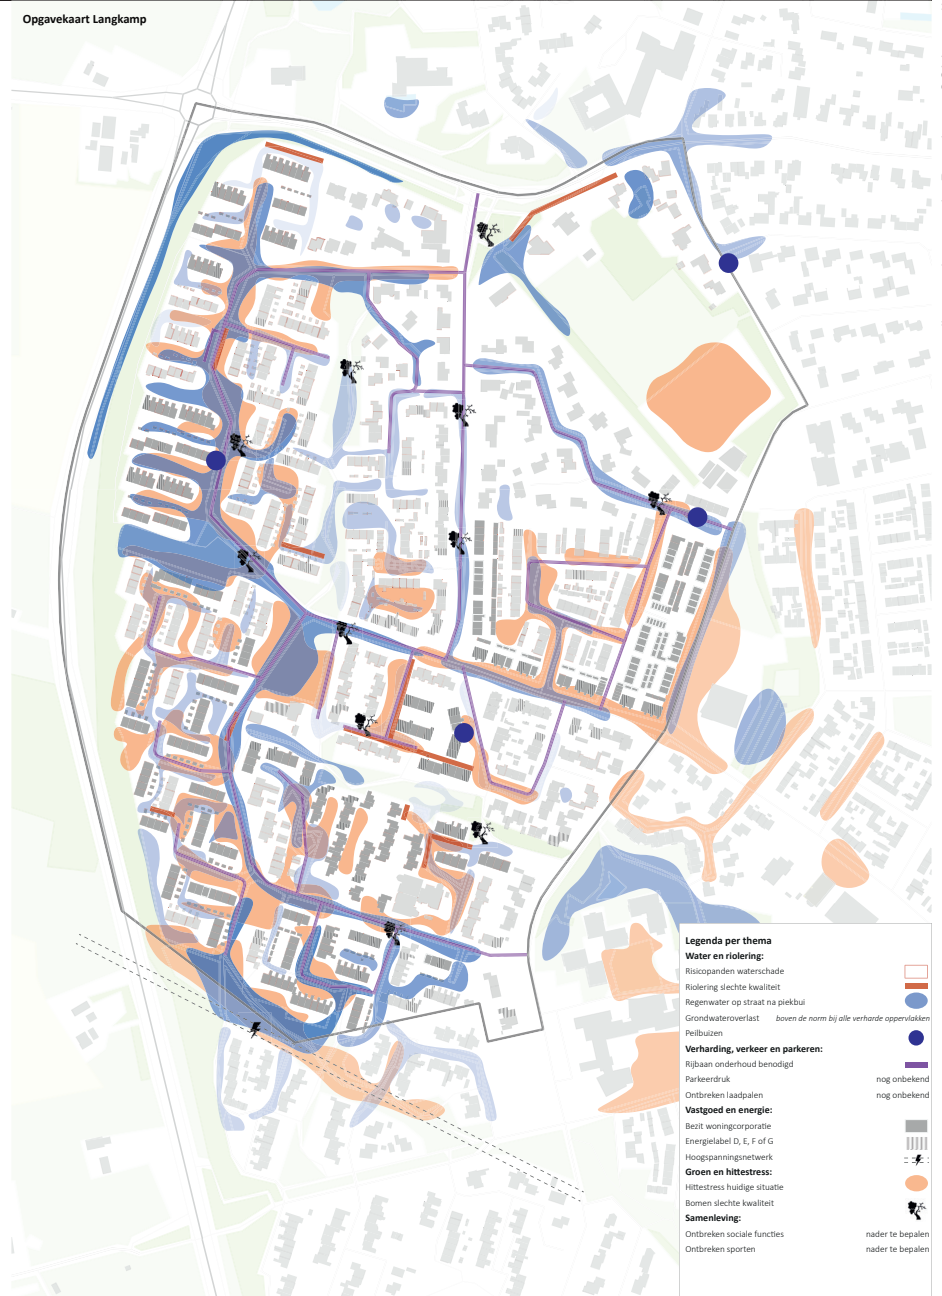 Opgavekaart Langkamp
Legenda per thema
Water en riolering:
Risicopanden waterschade
Riolering slechte kwaliteit
Regenwater op straat na piekbui
Grondwateroverlast boven de norm bij alle verharde oppervlakken
Peilbuizen
Verharding, verkeer en parkeren:
Rijbaan onderhoud benodigd
Parkeerdruk nog onbekend
Ontbreken laadpalen nog onbekend
Vastgoed en energie:
Bezit woningcorporatie
Energielabel D, E, F of G
Hoogspanningsnetwerk
Groen en hittestress:
Hittestress huidige situatie
Bomen slechte kwaliteit
Samenleving:
Ontbreken sociale functies nader te bepalen
Ontbreken sporten nader te bepalen